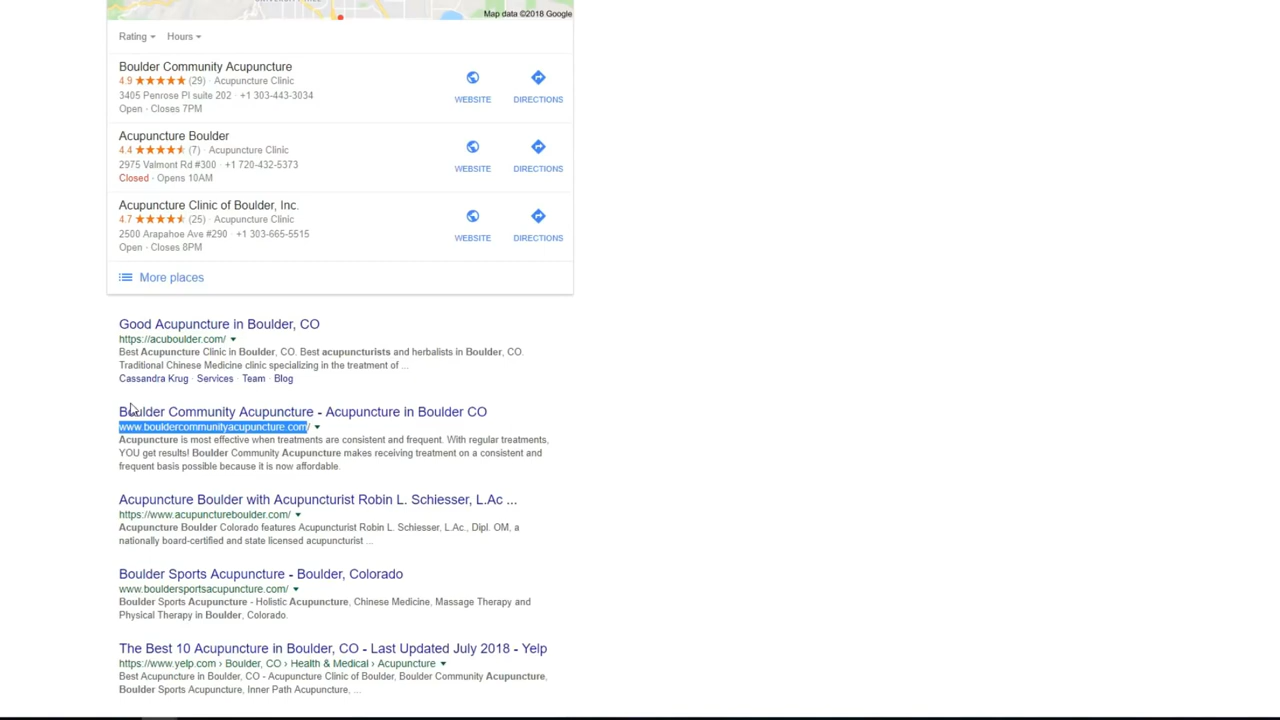 Map data ©2018 Google
Rating
Hours
Boulder Community Acupuncture
4.9 ★★★★★ (29) · Acupuncture Clinic
3405 Penrose Pl suite 202 · +1 303-443-3034
Open · Closes 7PM
WEBSITE
DIRECTIONS
Acupuncture Boulder
4.4 ★★★★★ (7) · Acupuncture Clinic
2975 Valmont Rd #300 · +1 720-432-5373
Closed · Opens 10AM
WEBSITE
DIRECTIONS
Acupuncture Clinic of Boulder, Inc.
4.7 ★★★★★ (25) · Acupuncture Clinic
2500 Arapahoe Ave #290 · +1 303-665-5515
Open · Closes 8PM
WEBSITE
DIRECTIONS
More places
Good Acupuncture in Boulder, CO
https://acuboulder.com/
Best Acupuncture Clinic in Boulder, CO. Best acupuncturists and herbalists in Boulder, CO.
Traditional Chinese Medicine clinic specializing in the treatment of ...
Cassandra Krug · Services · Team · Blog
Boulder Community Acupuncture - Acupuncture in Boulder CO
www.bouldercommunityacupuncture.com/
Acupuncture is most effective when treatments are consistent and frequent. With regular treatments,
YOU get results! Boulder Community Acupuncture makes receiving treatment on a consistent and
frequent basis possible because it is now affordable.
Acupuncture Boulder with Acupuncturist Robin L. Schiesser, L.Ac ...
https://www.acupunctureboulder.com/
Acupuncture Boulder Colorado features Acupuncturist Robin L. Schiesser, L.Ac., Dipl. OM, a
nationally board-certified and state licensed acupuncturist ...
Boulder Sports Acupuncture - Boulder, Colorado
www.bouldersportsacupuncture.com/
Boulder Sports Acupuncture - Holistic Acupuncture, Chinese Medicine, Massage Therapy and
Physical Therapy in Boulder, Colorado.
The Best 10 Acupuncture in Boulder, CO - Last Updated July 2018 - Yelp
https://www.yelp.com › Boulder, CO › Health & Medical › Acupuncture
Best Acupuncture in Boulder, CO - Acupuncture Clinic of Boulder, Boulder Community Acupuncture,
Boulder Sports Acupuncture, Inner Path Acupuncture, ...